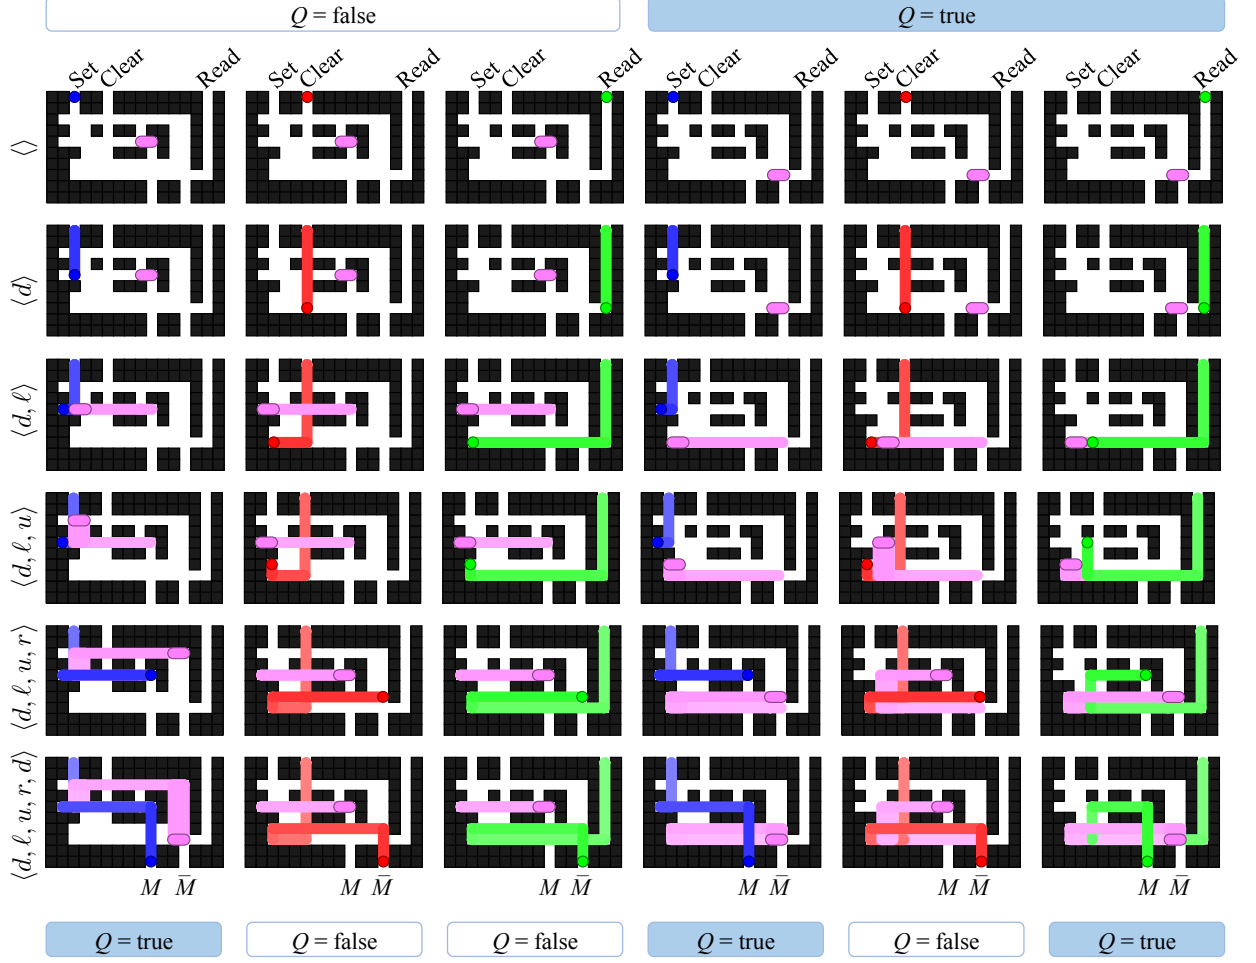 Q = false Q = true
Set Clear Read Set Clear Read Set Clear Read Set Clear Read Set Clear Read Set Clear Read
⟨⟩
⟨d⟩
⟨d, ℓ⟩
⟨d, ℓ, u⟩
⟨d, ℓ, u, r⟩
⟨d, ℓ, u, r, d⟩
M M̄ M M̄ M M̄ M M̄ M M̄ M M̄
Q = true Q = false Q = false Q = true Q = false Q = true